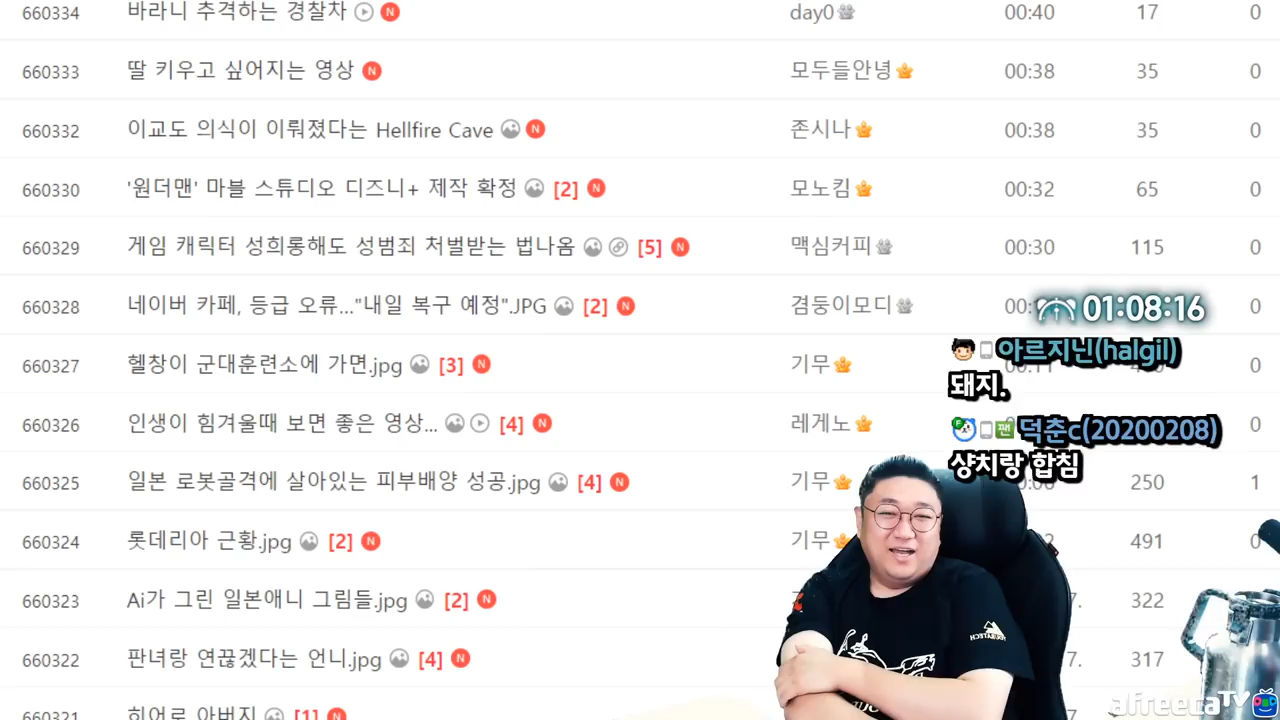 660334 바라니 추격하는 경찰차 N day0 00:40 17 0
660333 딸 키우고 싶어지는 영상 N 모두들안녕 00:38 35 0
660332 이교도 의식이 이뤄졌다는 Hellfire Cave N 존시나 00:38 35 0
660330 '원더맨' 마블 스튜디오 디즈니+ 제작 확정 [2] N 모노킴 00:32 65 0
660329 게임 캐릭터 성희롱해도 성범죄 처벌받는 법나옴 [5] N 맥심커피 00:30 115 0
660328 네이버 카페, 등급 오류..."내일 복구 예정".JPG [2] N 겸둥이모디 00: 0
01:08:16
660327 헬창이 군대훈련소에 가면.jpg [3] N 기무 0
아르지닌(halgil)
돼지.
660326 인생이 힘겨울때 보면 좋은 영상... [4] N 레게노 0
F 팬 덕춘c(20200208)
샹치랑 합침
660325 일본 로봇골격에 살아있는 피부배양 성공.jpg [4] N 기무 250 1
660324 롯데리아 근황.jpg [2] N 기무 491 0
660323 Ai가 그린 일본애니 그림들.jpg [2] N 7. 322
660322 판녀랑 연끊겠다는 언니.jpg [4] N 7. 317
660321 히어로 아버지 [1] N
TOURATECH
afreecaTV